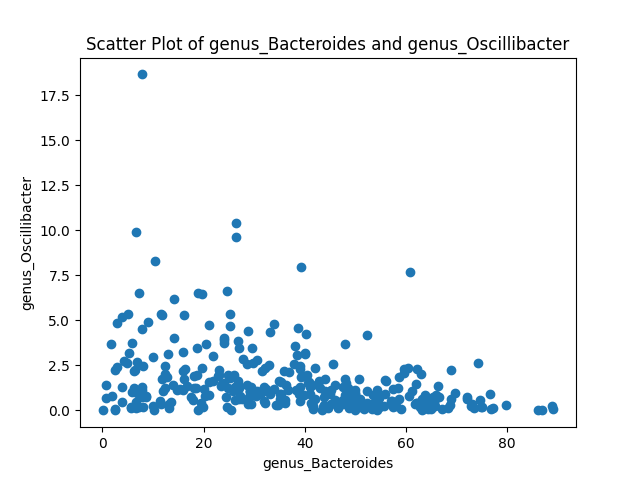 Scatter Plot of genus_Bacteroides and genus_Oscillibacter
17.5
15.0
12.5
10.0
7.5
5.0
2.5
0.0
genus_Oscillibacter
0 20 40 60 80
genus_Bacteroides